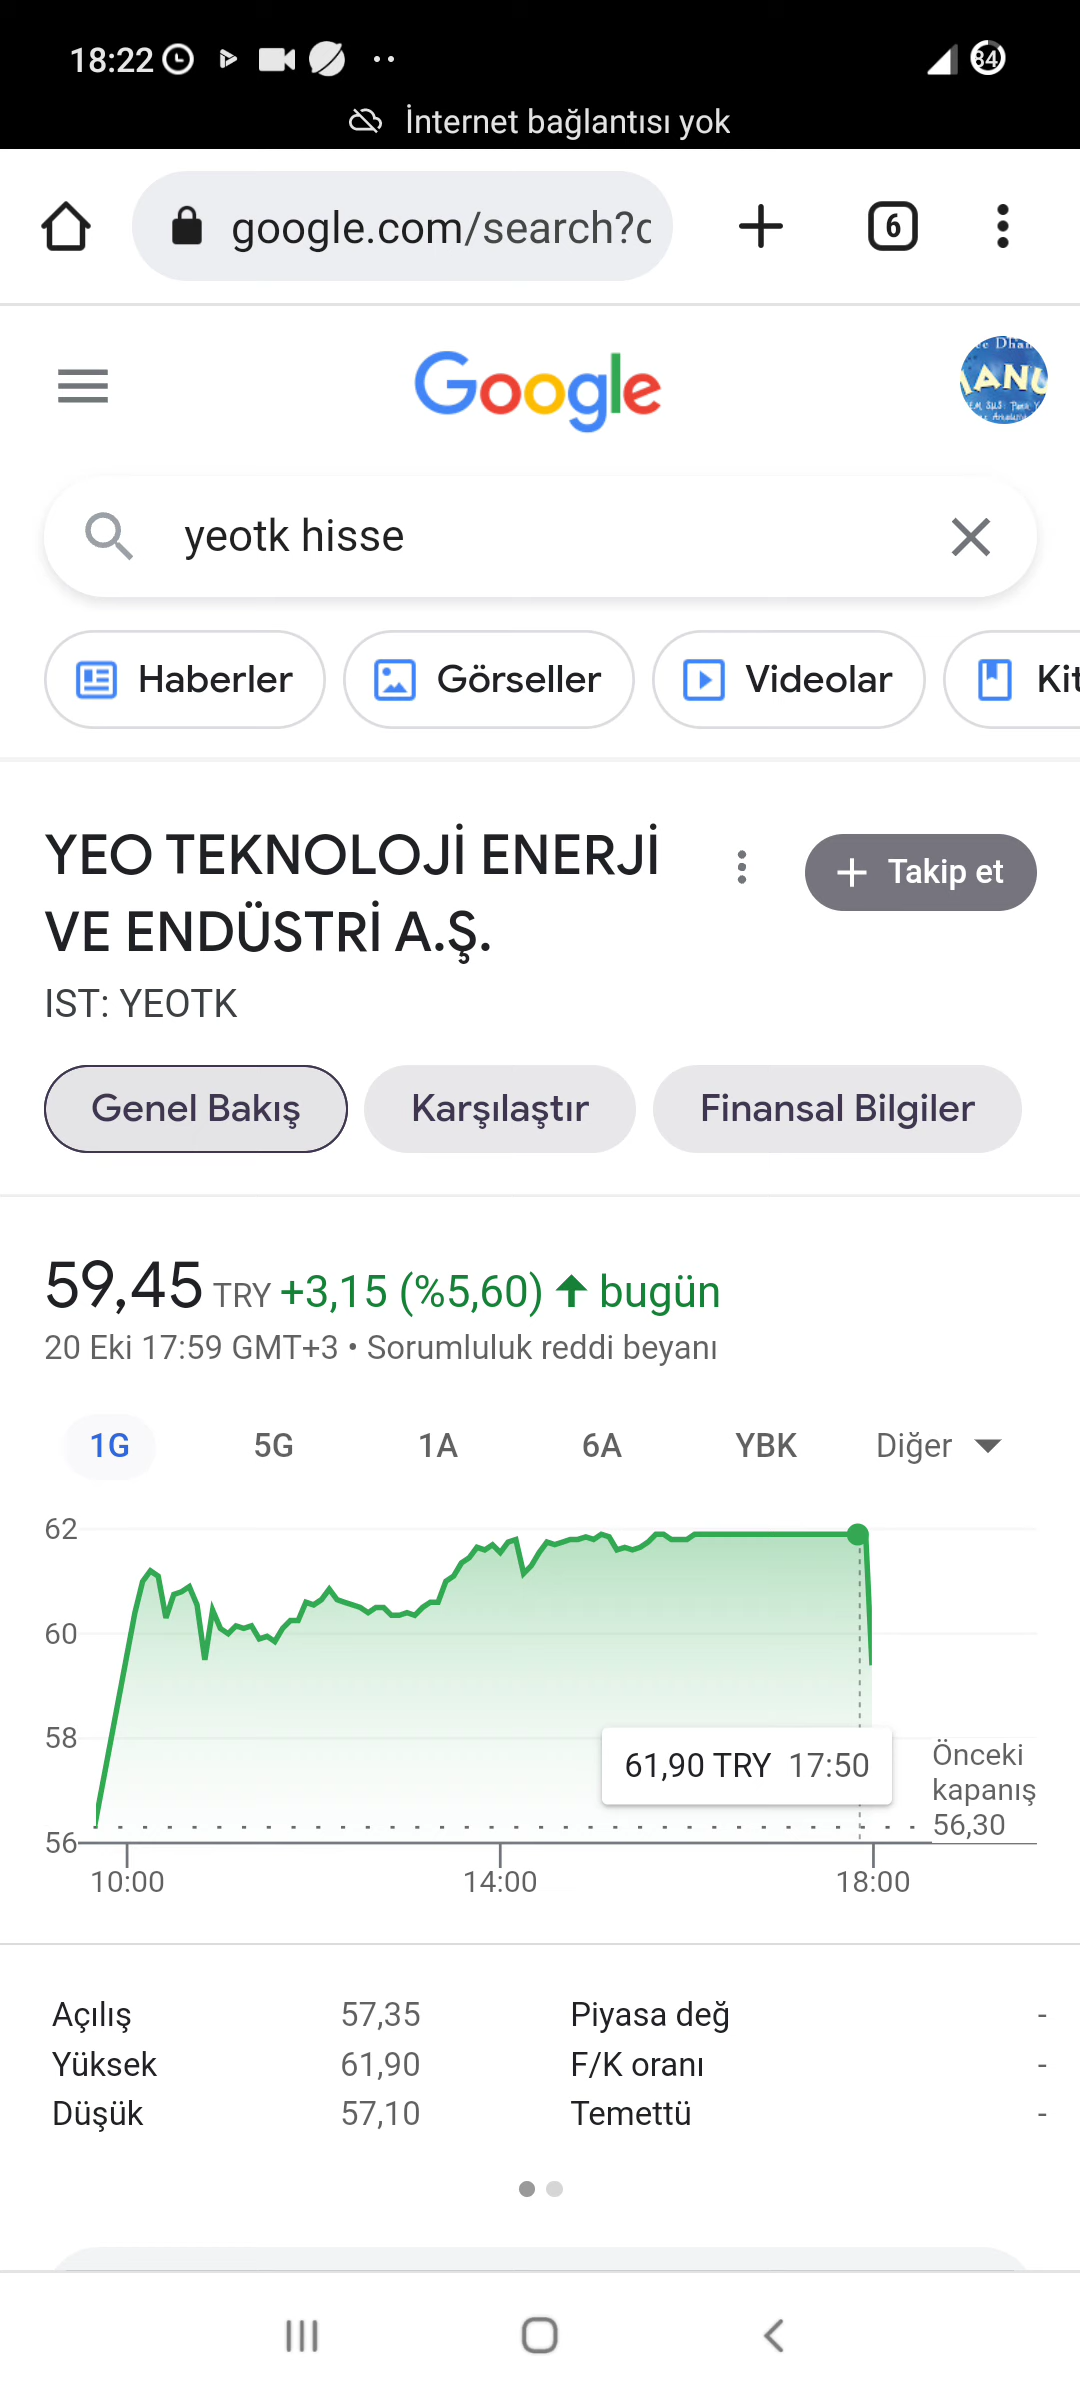 18:22
84
İnternet bağlantısı yok
google.com/search?c
6
Google
yeotk hisse
Haberler Görseller Videolar Kit
YEO TEKNOLOJİ ENERJİ
VE ENDÜSTRİ A.Ş.
+ Takip et
IST: YEOTK
Genel Bakış Karşılaştır Finansal Bilgiler
59,45 TRY +3,15 (%5,60) ↑ bugün
20 Eki 17:59 GMT+3 • Sorumluluk reddi beyanı
1G 5G 1A 6A YBK Diğer
62
60
58
56
61,90 TRY 17:50
Önceki
kapanış
56,30
10:00 14:00 18:00
Açılış 57,35 Piyasa değ -
Yüksek 61,90 F/K oranı -
Düşük 57,10 Temettü -